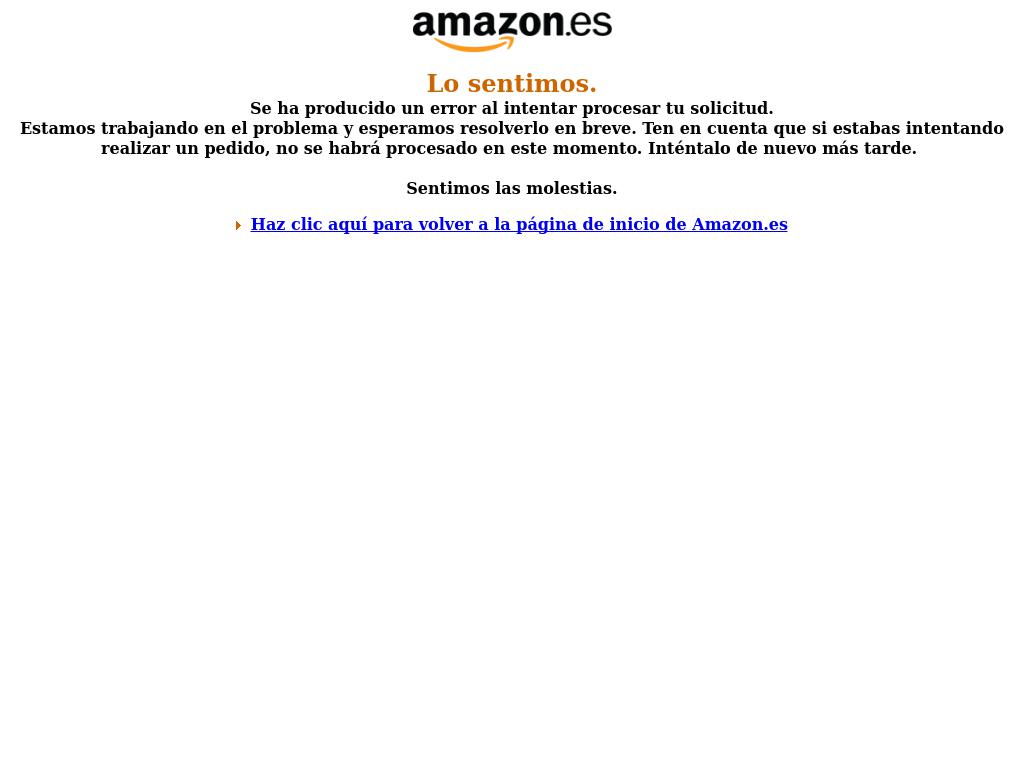 amazon.es
Lo sentimos.
Se ha producido un error al intentar procesar tu solicitud.
Estamos trabajando en el problema y esperamos resolverlo en breve. Ten en cuenta que si estabas intentando
realizar un pedido, no se habrá procesado en este momento. Inténtalo de nuevo más tarde.
Sentimos las molestias.
Haz clic aquí para volver a la página de inicio de Amazon.es